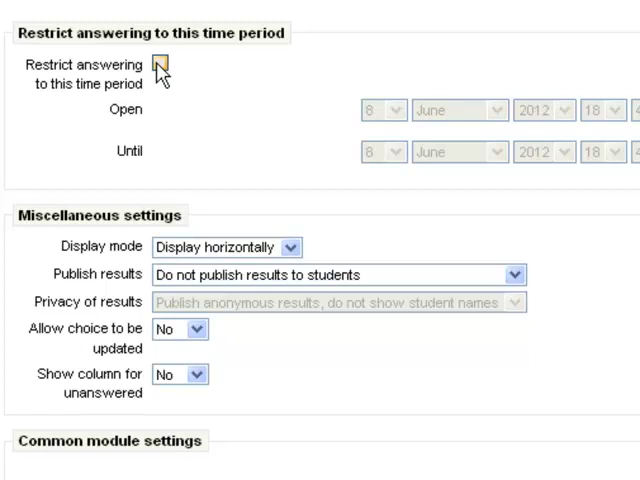 Restrict answering to this time period
Restrict answering
to this time period
Open 8 June 2012 18
Until 8 June 2012 18
Miscellaneous settings
Display mode Display horizontally
Publish results Do not publish results to students
Privacy of results Publish anonymous results, do not show student names
Allow choice to be No
updated
Show column for No
unanswered
Common module settings